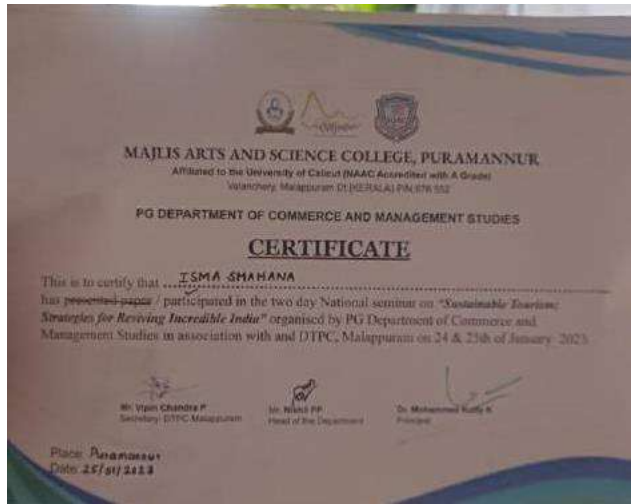 MAJLIS ARTS AND SCIENCE COLLEGE, PURAMANNUR
Affiliated to the University of Calicut (NAAC Accredited with A Grade)
Valanchery, Malappuram Dt (KERALA) PIN 676 552
PG DEPARTMENT OF COMMERCE AND MANAGEMENT STUDIES
CERTIFICATE
This is to certify that ISMA SMAHANA
has presented paper / participated in the two day National seminar on "Sustainable Tourism:
Strategies for Reviving Incredible India" organised by PG Department of Commerce and
Management Studies in association with and DTPC, Malappuram on 24 & 25th of January 2023
Mr. Vipin Chandra P
Secretary DTPC Malappuram
Mr. Nikhil PP
Head of the Department
Dr. Mohammed Kutty K
Principal
Place: Puramannur
Date: 25/01/2023